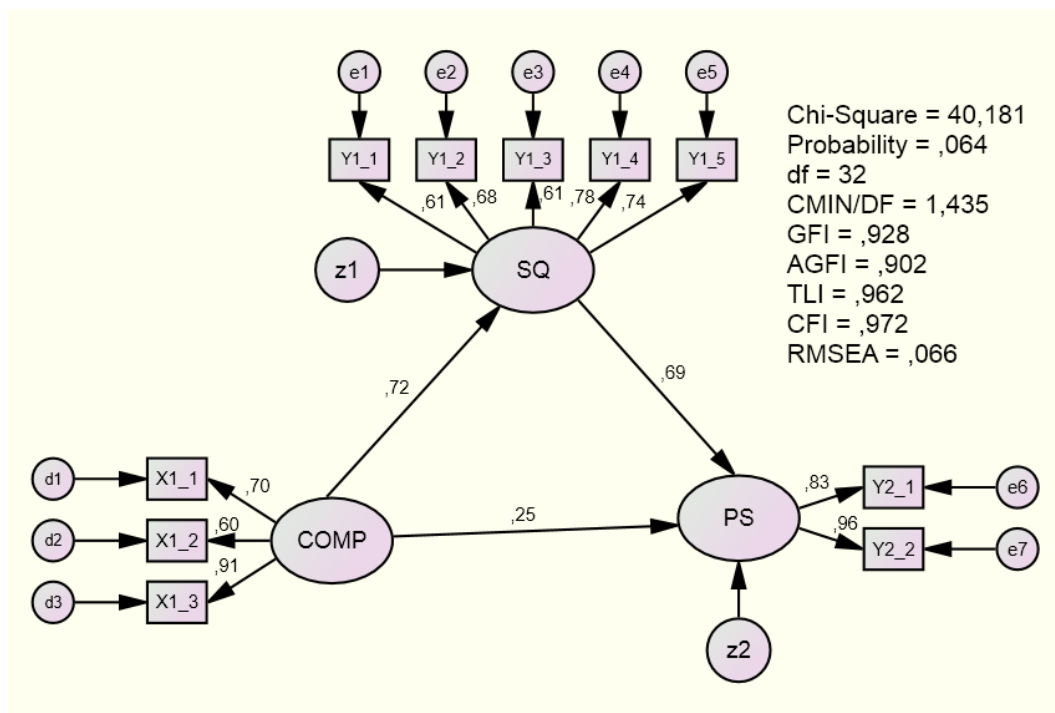 e1 e2 e3 e4 e5
Chi-Square = 40,181
Probability = ,064
df = 32
CMIN/DF = 1,435
GFI = ,928
AGFI = ,902
TLI = ,962
CFI = ,972
RMSEA = ,066
Y1_1 Y1_2 Y1_3 Y1_4 Y1_5
,61 ,68 ,61 ,78 ,74
z1 SQ
,72 ,69
d1 X1_1 ,70
d2 X1_2 ,60
d3 X1_3 ,91
COMP ,25 PS
,83 Y2_1 e6
,96 Y2_2 e7
z2